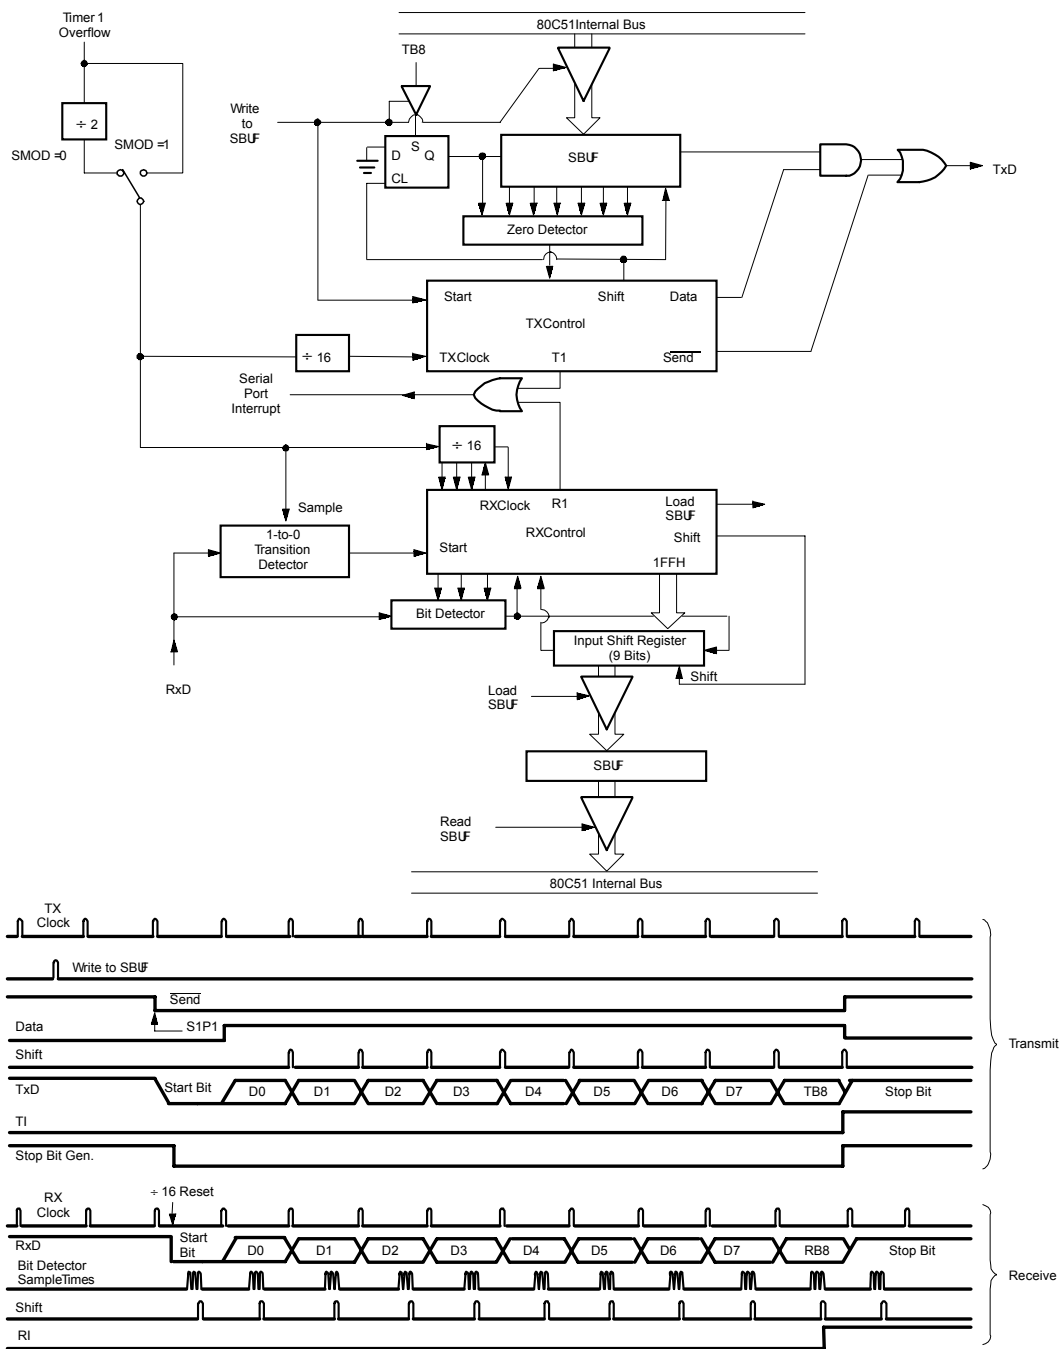 Timer 1
Overflow
80C51Internal Bus
TB8
Write
to
SBUF
÷ 2
SMOD =0
SMOD =1
S
D
Q
CL
SBUF
TxD
Zero Detector
Start
Shift
Data
TXControl
TXClock
T1
Send
÷ 16
Serial
Port
Interrupt
÷ 16
Sample
RXClock
R1
Load
SBUF
RXControl
Start
Shift
1FFH
1-to-0
Transition
Detector
Bit Detector
Input Shift Register
(9 Bits)
Shift
RxD
Load
SBUF
SBUF
Read
SBUF
80C51 Internal Bus
TX
Clock
Write to SBUF
Send
Data
S1P1
Shift
TxD
Start Bit
D0
D1
D2
D3
D4
D5
D6
D7
TB8
Stop Bit
TI
Stop Bit Gen.
Transmit
÷ 16 Reset
RX
Clock
RxD
Start
Bit
D0
D1
D2
D3
D4
D5
D6
D7
RB8
Stop Bit
Bit Detector
SampleTimes
Shift
RI
Receive